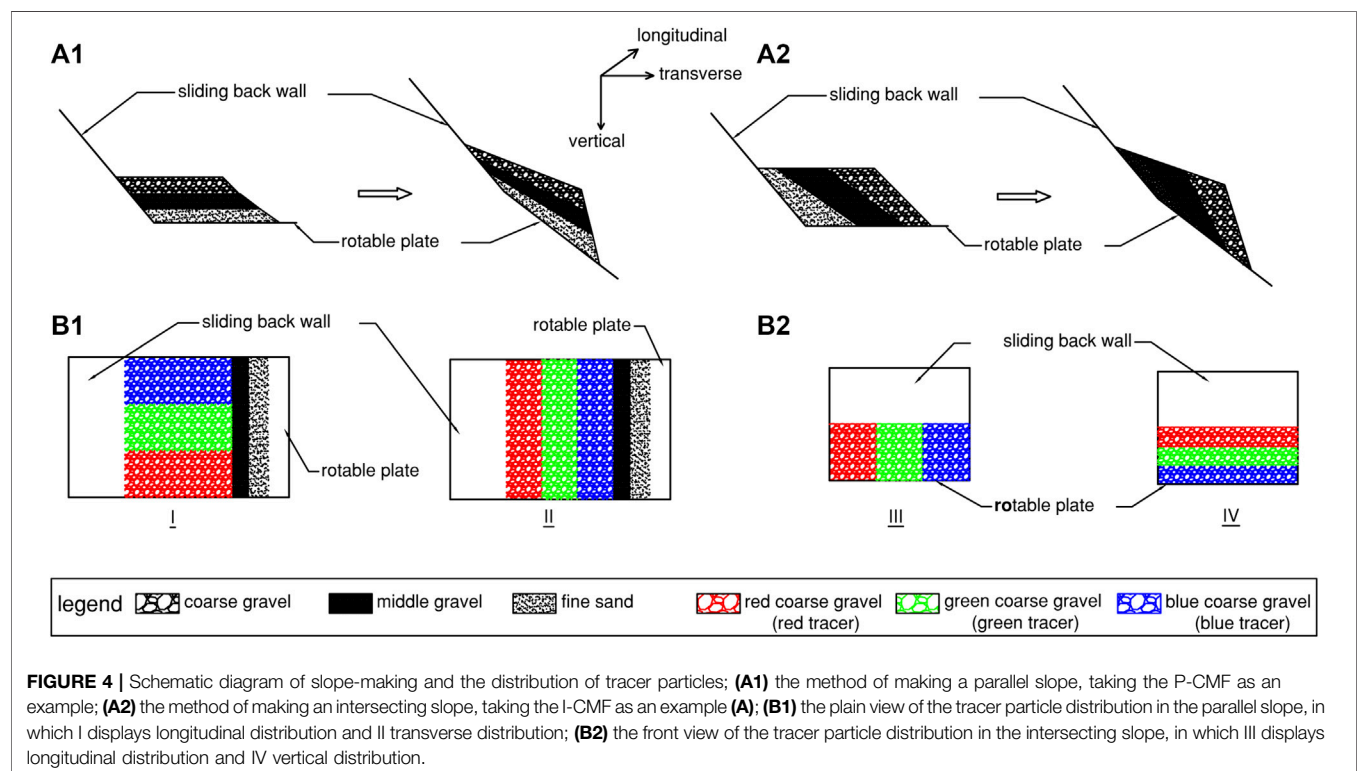 A1
longitudinal
transverse
vertical
sliding back wall
rotable plate
A2
sliding back wall
rotable plate
B1
sliding back wall
rotable plate
rotable plate
I
II
B2
sliding back wall
rotable plate
III
IV
legend
coarse gravel
middle gravel
fine sand
red coarse gravel
(red tracer)
green coarse gravel
(green tracer)
blue coarse gravel
(blue tracer)
FIGURE 4 | Schematic diagram of slope-making and the distribution of tracer particles; (A1) the method of making a parallel slope, taking the P-CMF as an
example; (A2) the method of making an intersecting slope, taking the I-CMF as an example (A); (B1) the plain view of the tracer particle distribution in the parallel slope, in
which I displays longitudinal distribution and II transverse distribution; (B2) the front view of the tracer particle distribution in the intersecting slope, in which III displays
longitudinal distribution and IV vertical distribution.